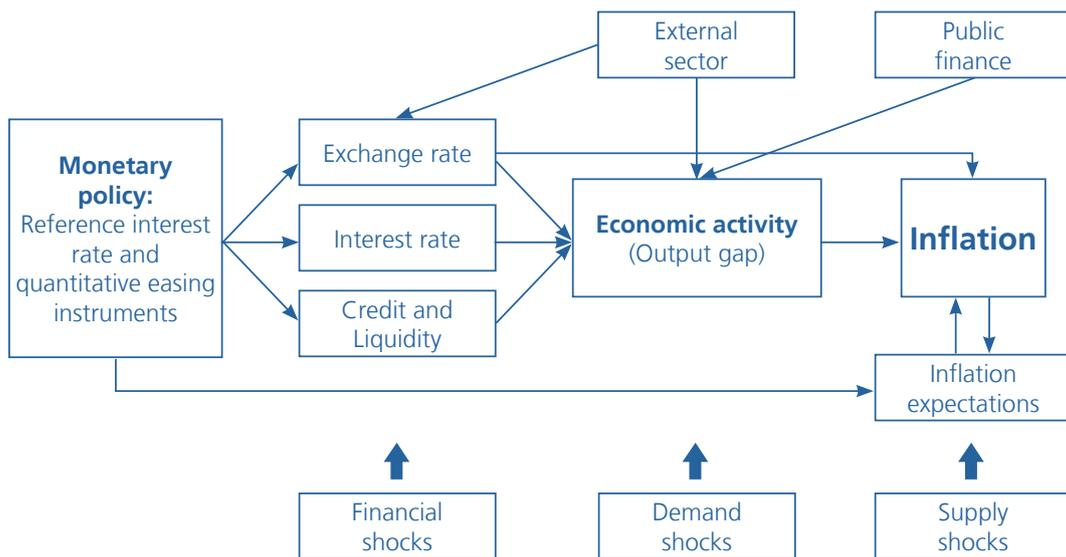 External
sector
Public
finance
Monetary
policy:
Reference interest
rate and
quantitative easing
instruments
Exchange rate
Interest rate
Credit and
Liquidity
Economic activity
(Output gap)
Inflation
Inflation
expectations
Financial
shocks
Demand
shocks
Supply
shocks